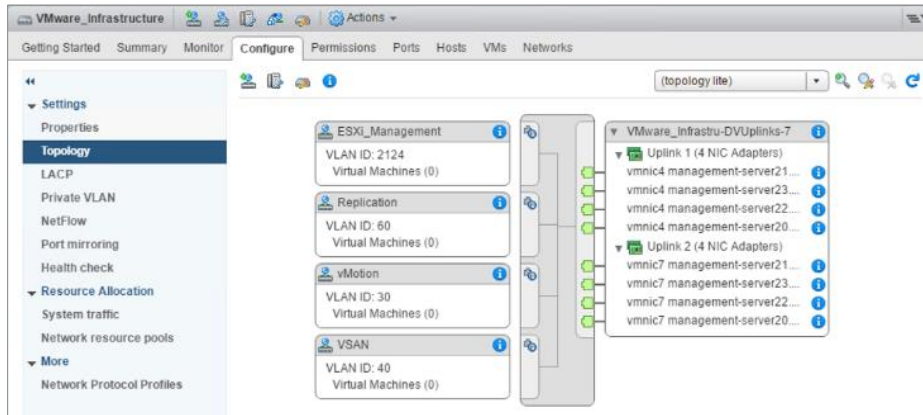 VMware_Infrastructure Actions
Getting Started Summary Monitor Configure Permissions Ports Hosts VMs Networks
(topology lite)
Settings
Properties
Topology
LACP
Private VLAN
NetFlow
Port mirroring
Health check
Resource Allocation
System traffic
Network resource pools
More
Network Protocol Profiles
ESXi_Management
VLAN ID: 2124
Virtual Machines (0)
Replication
VLAN ID: 60
Virtual Machines (0)
vMotion
VLAN ID: 30
Virtual Machines (0)
VSAN
VLAN ID: 40
Virtual Machines (0)
VMware_Infrastru-DVUplinks-7
Uplink 1 (4 NIC Adapters)
vmnic4 management-server21....
vmnic4 management-server23....
vmnic4 management-server22....
vmnic4 management-server20....
Uplink 2 (4 NIC Adapters)
vmnic7 management-server21....
vmnic7 management-server23....
vmnic7 management-server22....
vmnic7 management-server20....